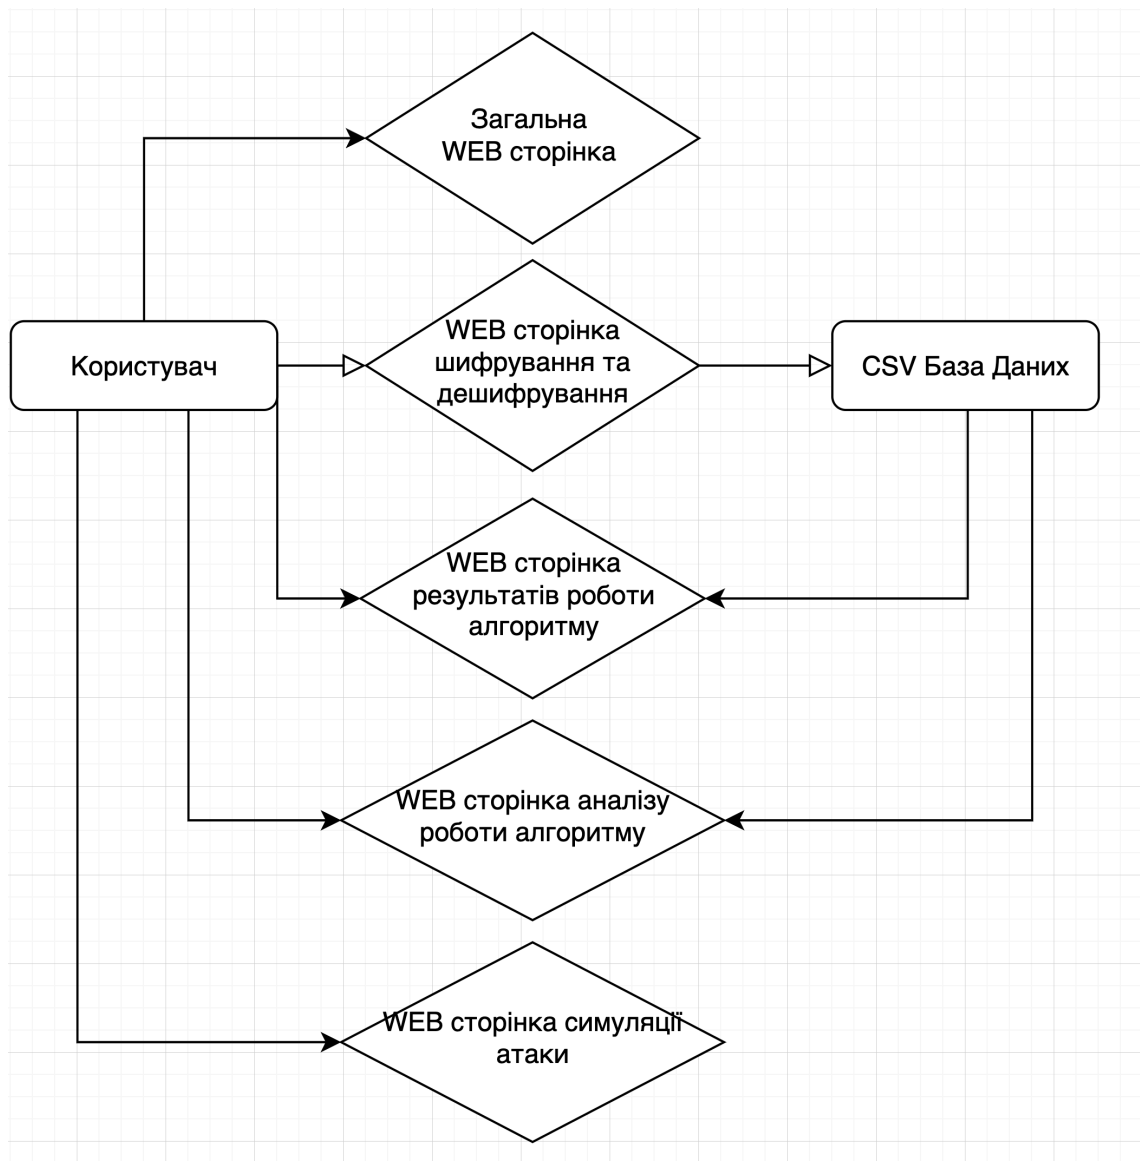 Загальна
WEB сторінка
Користувач
WEB сторінка
шифрування та
дешифрування
CSV База Даних
WEB сторінка
результатів роботи
алгоритму
WEB сторінка аналізу
роботи алгоритму
WEB сторінка симуляції
атаки